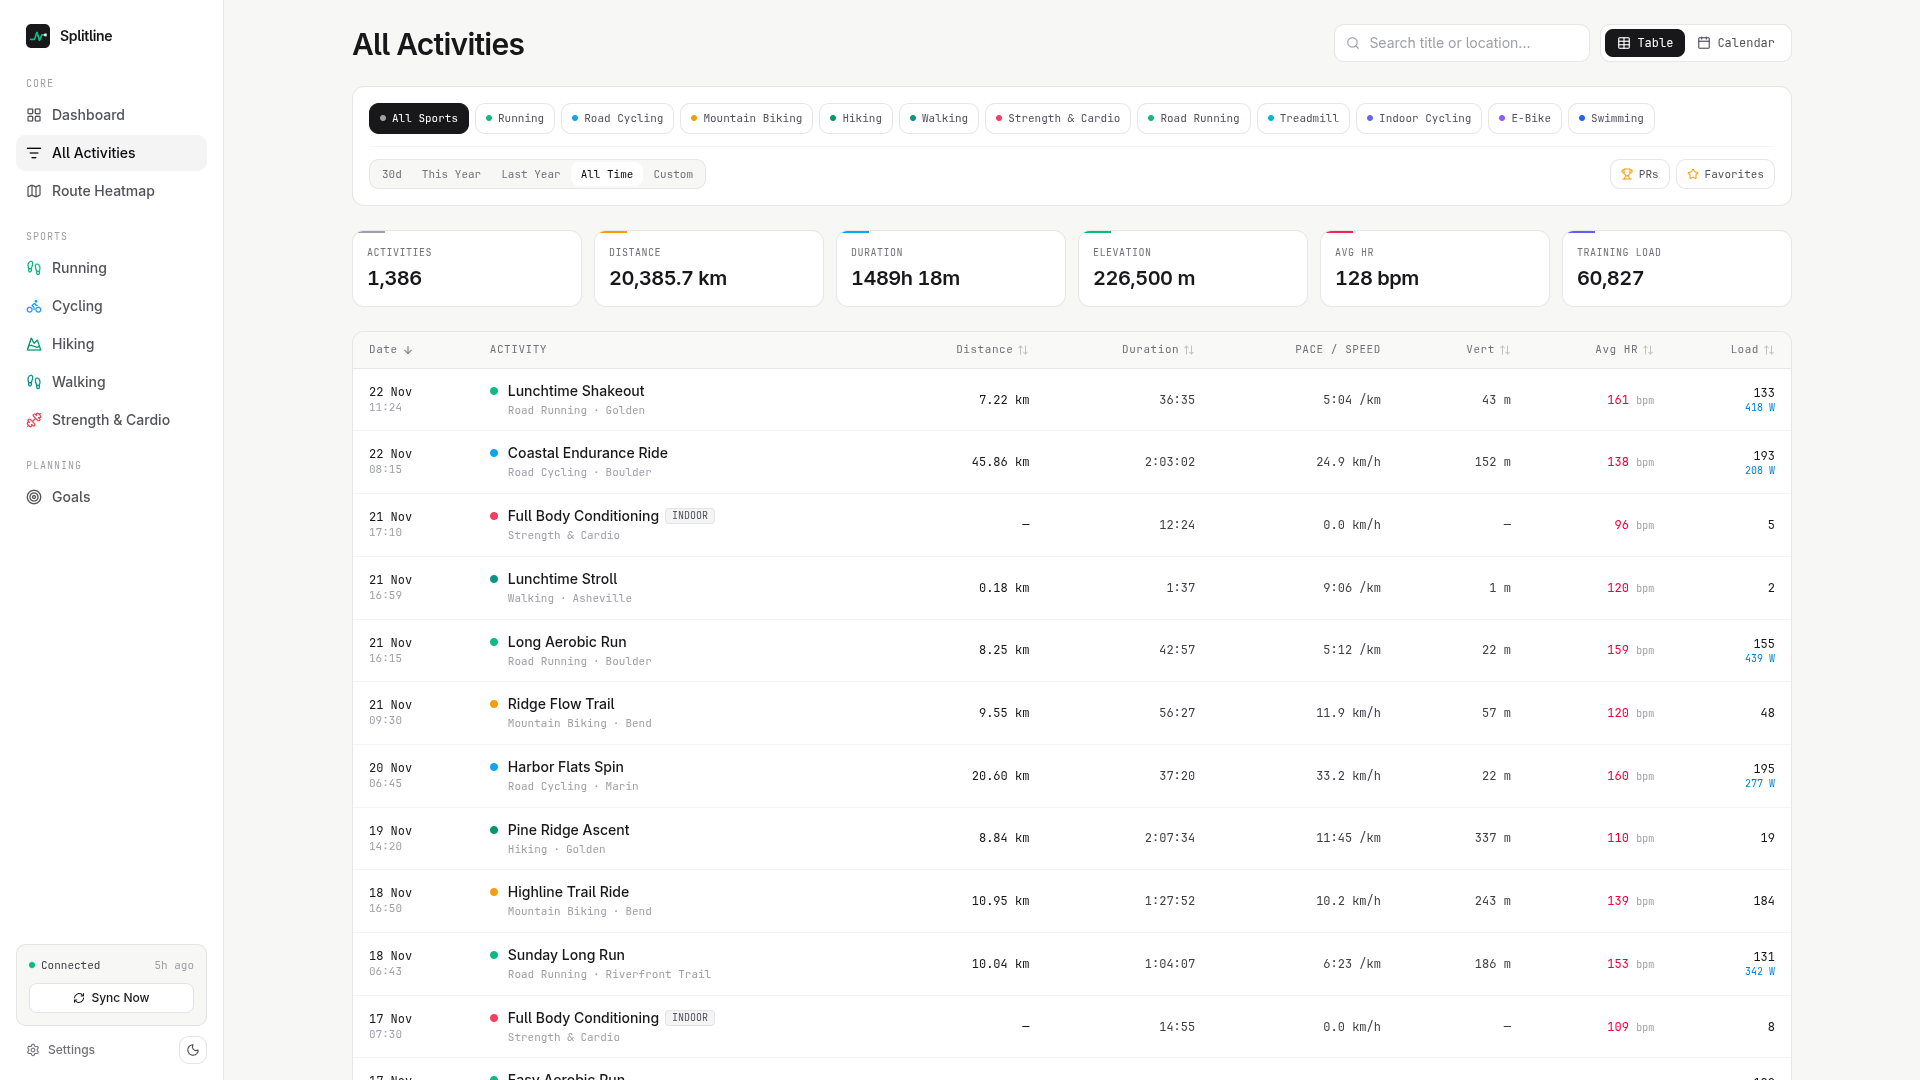 Splitline
CORE
Dashboard
All Activities
Route Heatmap
SPORTS
Running
Cycling
Hiking
Walking
Strength & Cardio
PLANNING
Goals
Connected 5h ago
Sync Now
Settings
All Activities
Search title or location...
Table Calendar
All Sports Running Road Cycling Mountain Biking Hiking Walking Strength & Cardio Road Running Treadmill Indoor Cycling E-Bike Swimming
30d This Year Last Year All Time Custom PRs Favorites
ACTIVITIES DISTANCE DURATION ELEVATION AVG HR TRAINING LOAD
1,386 20,385.7 km 1489h 18m 226,500 m 128 bpm 60,827
Date ↓ ACTIVITY Distance Duration PACE / SPEED Vert Avg HR Load
22 Nov Lunchtime Shakeout 7.22 km 36:35 5:04 /km 43 m 161 bpm 133
11:24 Road Running · Golden 418 W
22 Nov Coastal Endurance Ride 45.86 km 2:03:02 24.9 km/h 152 m 138 bpm 193
08:15 Road Cycling · Boulder 208 W
21 Nov Full Body Conditioning INDOOR — 12:24 0.0 km/h — 96 bpm 5
17:10 Strength & Cardio
21 Nov Lunchtime Stroll 0.18 km 1:37 9:06 /km 1 m 120 bpm 2
16:59 Walking · Asheville
21 Nov Long Aerobic Run 8.25 km 42:57 5:12 /km 22 m 159 bpm 155
16:15 Road Running · Boulder 439 W
21 Nov Ridge Flow Trail 9.55 km 56:27 11.9 km/h 57 m 120 bpm 48
09:30 Mountain Biking · Bend
20 Nov Harbor Flats Spin 20.60 km 37:20 33.2 km/h 22 m 160 bpm 195
06:45 Road Cycling · Marin 277 W
19 Nov Pine Ridge Ascent 8.84 km 2:07:34 11:45 /km 337 m 110 bpm 19
14:20 Hiking · Golden
18 Nov Highline Trail Ride 10.95 km 1:27:52 10.2 km/h 243 m 139 bpm 184
16:50 Mountain Biking · Bend
18 Nov Sunday Long Run 10.04 km 1:04:07 6:23 /km 186 m 153 bpm 131
06:43 Road Running · Riverfront Trail 342 W
17 Nov Full Body Conditioning INDOOR — 14:55 0.0 km/h — 109 bpm 8
07:30 Strength & Cardio
17 Nov Easy Aerobic Run